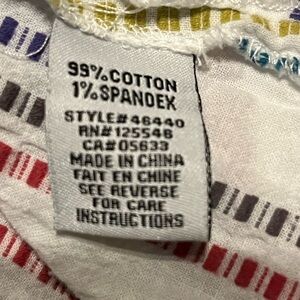 99% COTTON
1% SPANDEX
STYLE# 46440
RN# 125546
CA# 05633
MADE IN CHINA
FAIT EN CHINE
SEE REVERSE
FOR CARE
INSTRUCTIONS